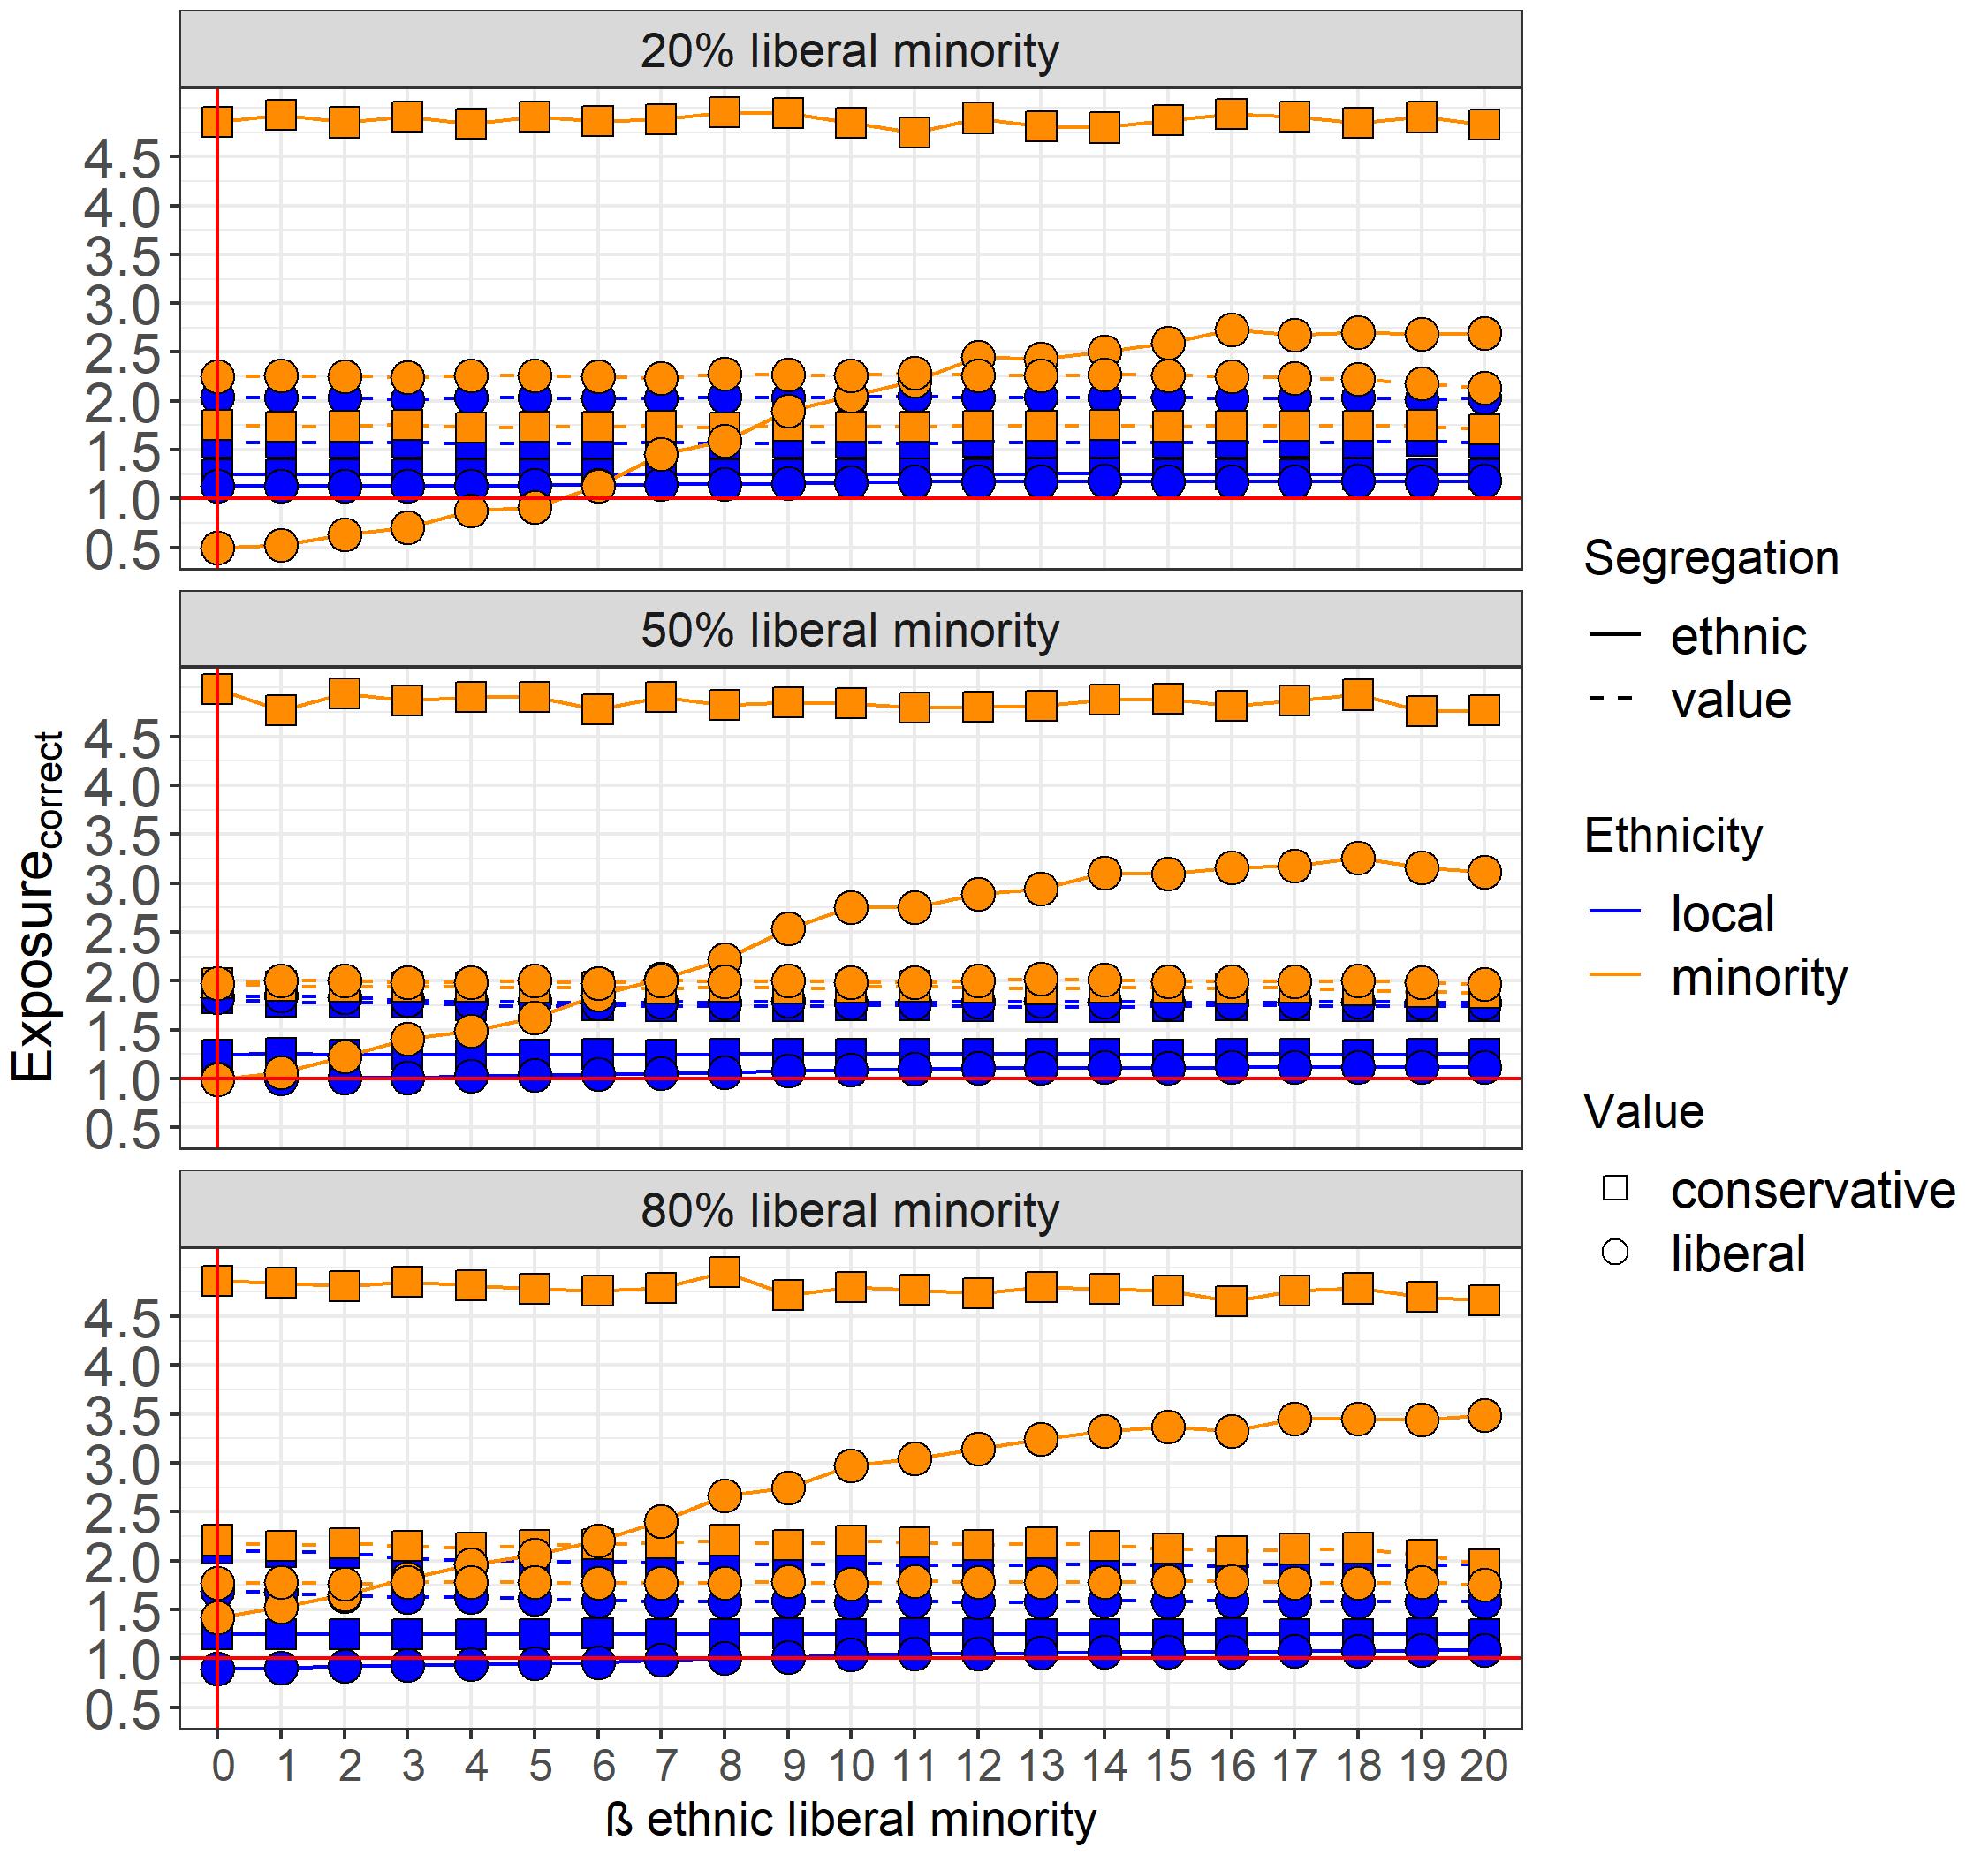 20% liberal minority
4.5
4.0
3.5
3.0
2.5
2.0
1.5
1.0
0.5
50% liberal minority
4.5
4.0
3.5
3.0
2.5
2.0
1.5
1.0
0.5
80% liberal minority
4.5
4.0
3.5
3.0
2.5
2.0
1.5
1.0
0.5
0 1 2 3 4 5 6 7 8 9 10 11 12 13 14 15 16 17 18 19 20
ß ethnic liberal minority
Exposurecorrect
Segregation
ethnic
value
Ethnicity
local
minority
Value
conservative
liberal